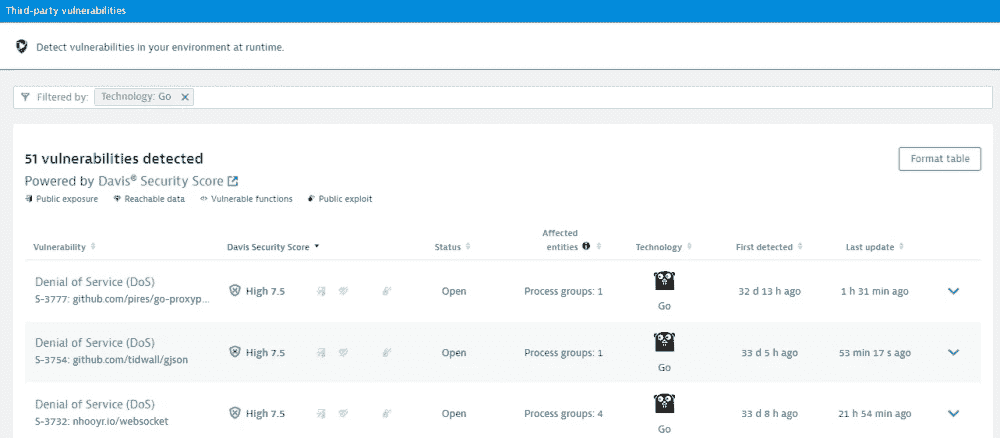 Third-party vulnerabilities
Detect vulnerabilities in your environment at runtime.
Filtered by: Technology: Go
51 vulnerabilities detected
Format table
Powered by Davis® Security Score
Public exposure Reachable data Vulnerable functions Public exploit
Vulnerability Davis Security Score Status Affected entities Technology First detected Last update
Denial of Service (DoS)
S-3777: github.com/pires/go-proxyp... High 7.5 Open Process groups: 1 Go 32 d 13 h ago 1 h 31 min ago
Denial of Service (DoS)
S-3754: github.com/tidwall/gjson High 7.5 Open Process groups: 1 Go 33 d 5 h ago 53 min 17 s ago
Denial of Service (DoS)
S-3732: nhooyr.io/websocket High 7.5 Open Process groups: 4 Go 33 d 8 h ago 21 h 54 min ago